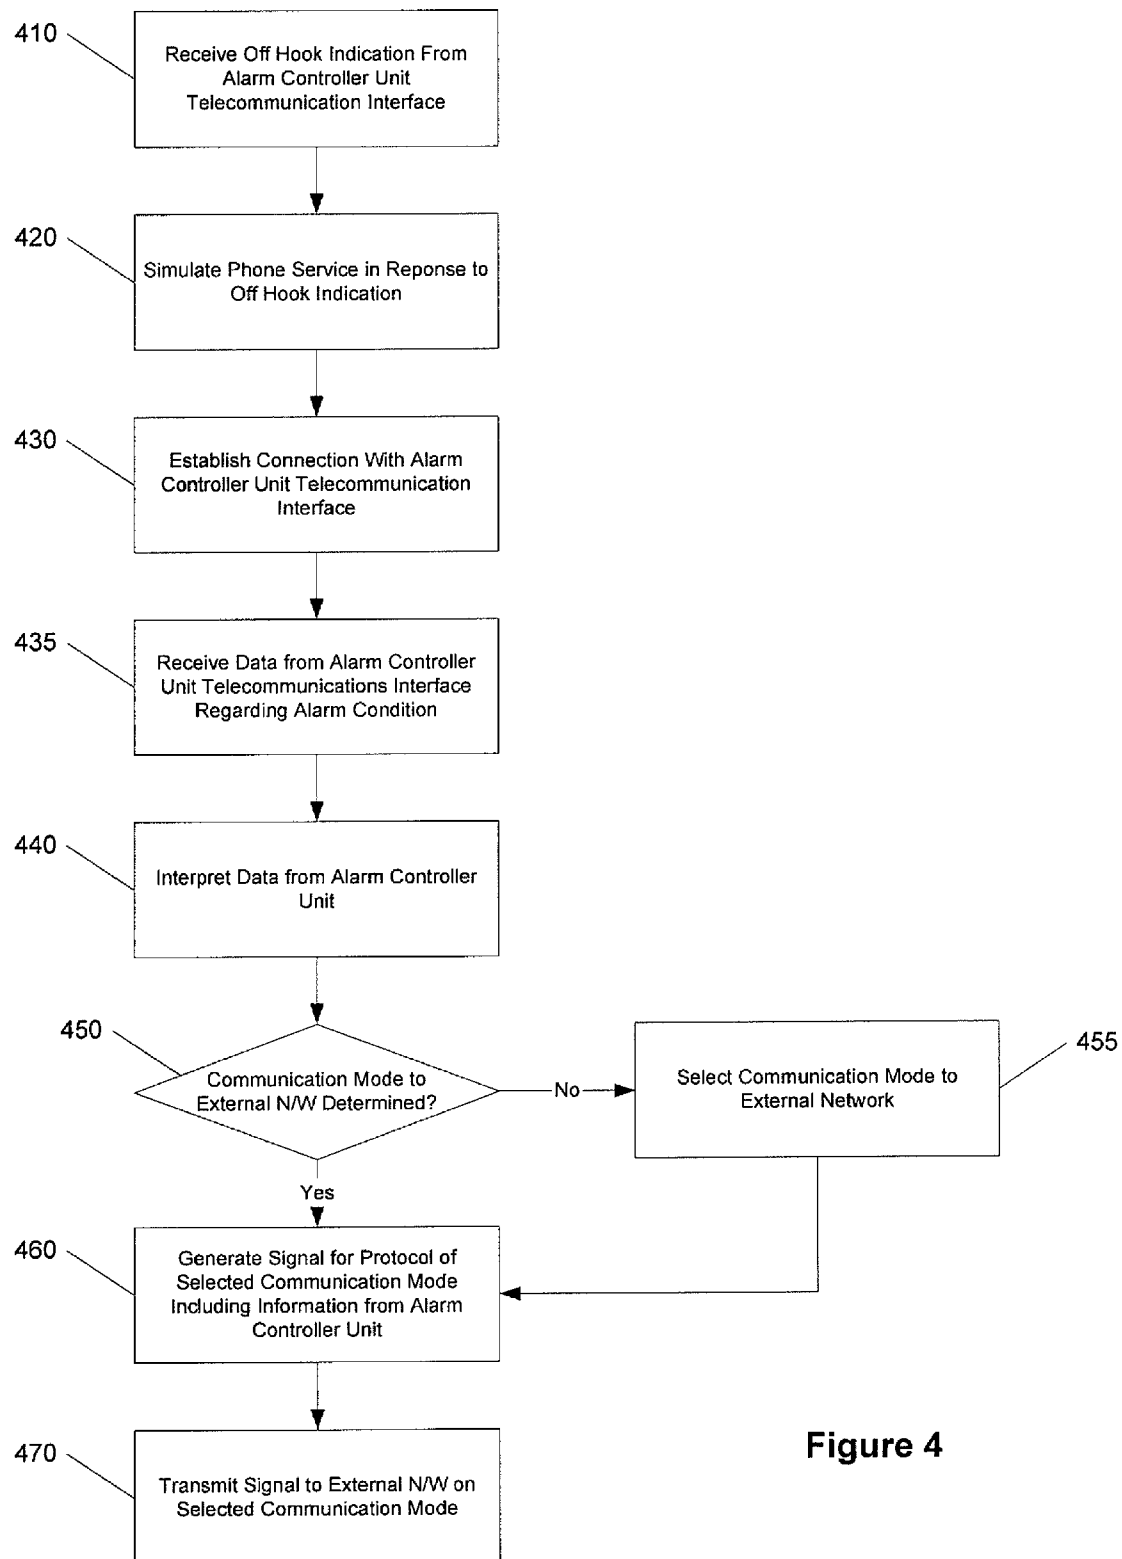 410
Receive Off Hook Indication From
Alarm Controller Unit
Telecommunication Interface
420
Simulate Phone Service in Reponse to
Off Hook Indication
430
Establish Connection With Alarm
Controller Unit Telecommunication
Interface
435
Receive Data from Alarm Controller
Unit Telecommunications Interface
Regarding Alarm Condition
440
Interpret Data from Alarm Controller
Unit
450
Communication Mode to
External N/W Determined?
No
Select Communication Mode to
External Network
455
Yes
460
Generate Signal for Protocol of
Selected Communication Mode
Including Information from Alarm
Controller Unit
470
Transmit Signal to External N/W on
Selected Communication Mode
Figure 4